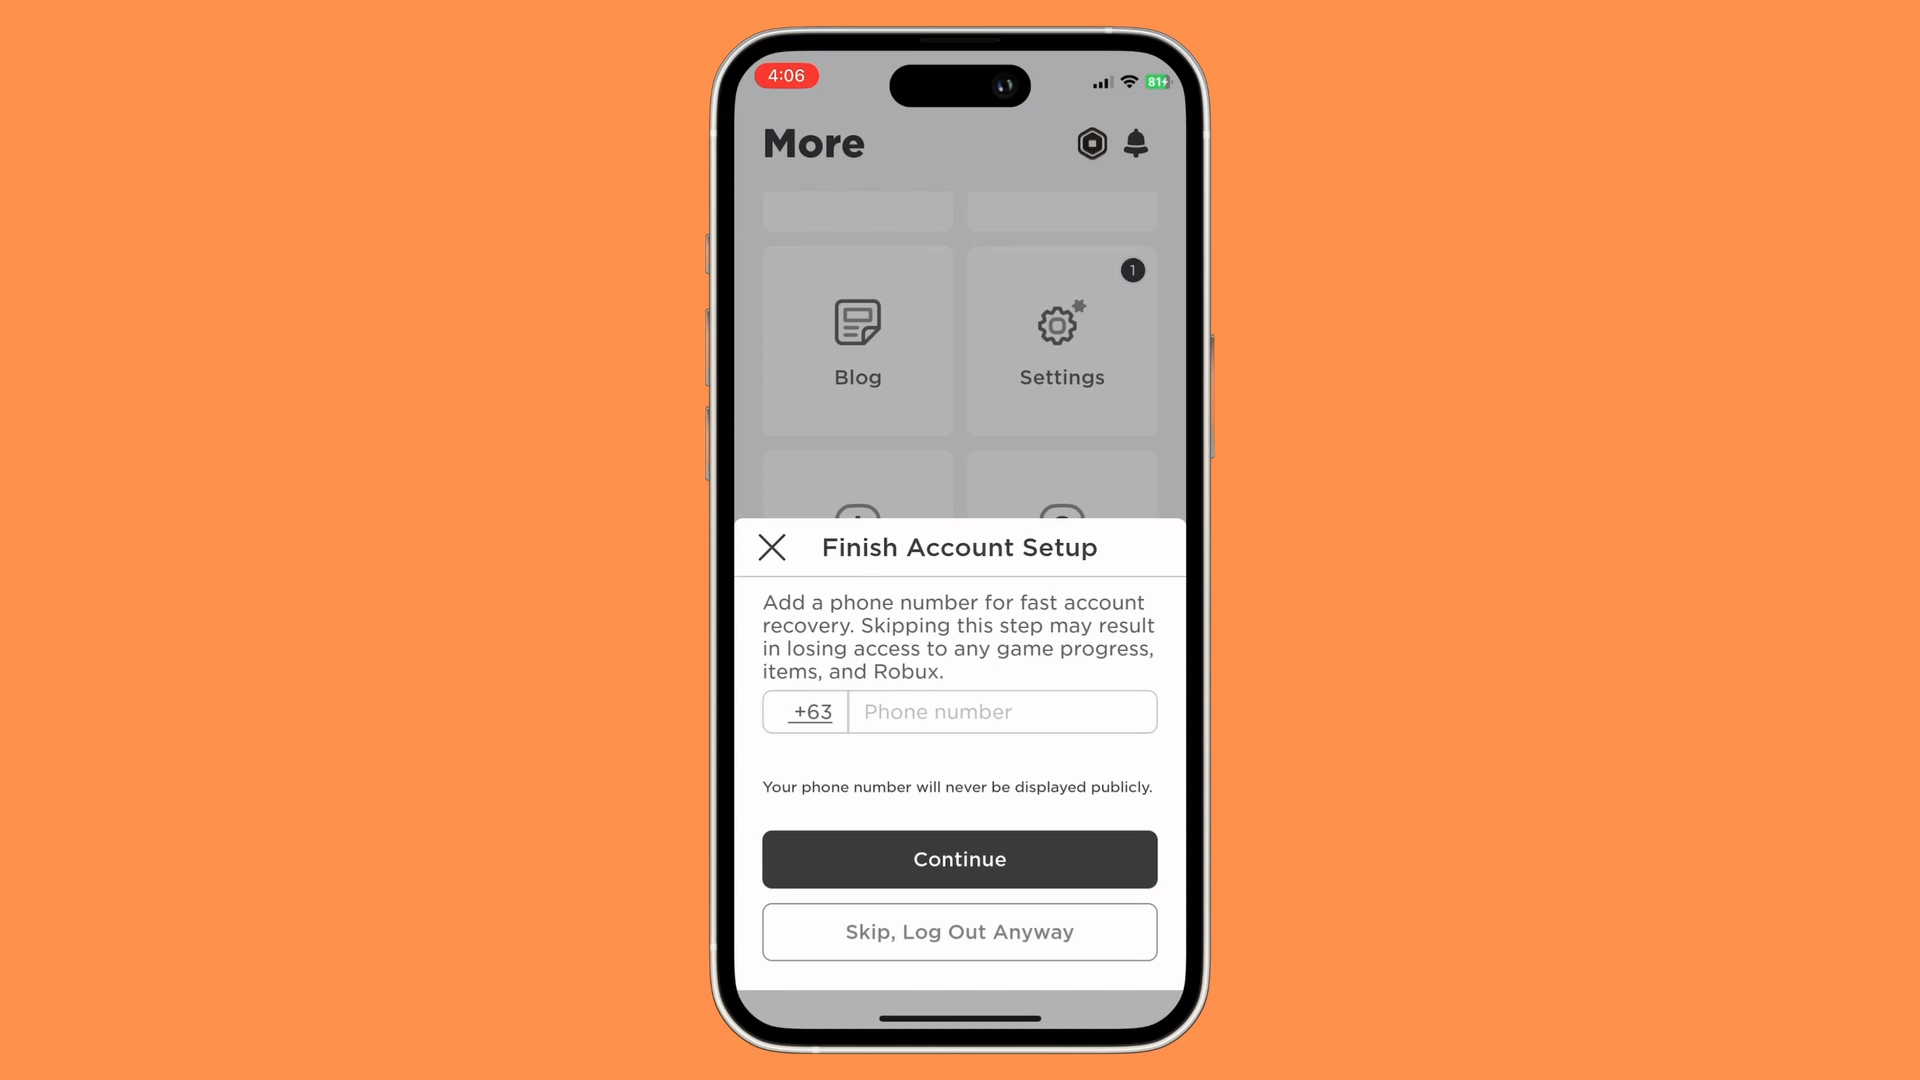 4:06
81
More
1
Blog
Settings
Finish Account Setup
Add a phone number for fast account
recovery. Skipping this step may result
in losing access to any game progress,
items, and Robux.
+63
Phone number
Your phone number will never be displayed publicly.
Continue
Skip, Log Out Anyway